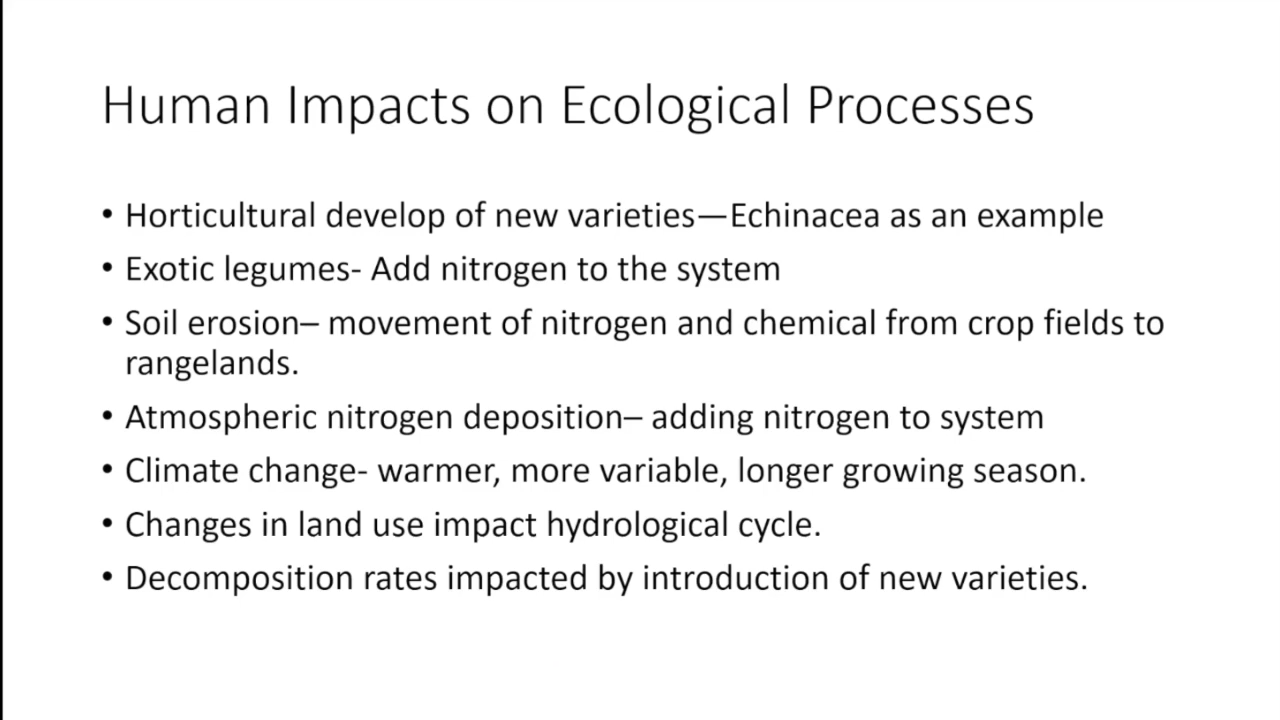 Human Impacts on Ecological Processes
• Horticultural develop of new varieties—Echinacea as an example
• Exotic legumes- Add nitrogen to the system
• Soil erosion– movement of nitrogen and chemical from crop fields to
rangelands.
• Atmospheric nitrogen deposition– adding nitrogen to system
• Climate change- warmer, more variable, longer growing season.
• Changes in land use impact hydrological cycle.
• Decomposition rates impacted by introduction of new varieties.